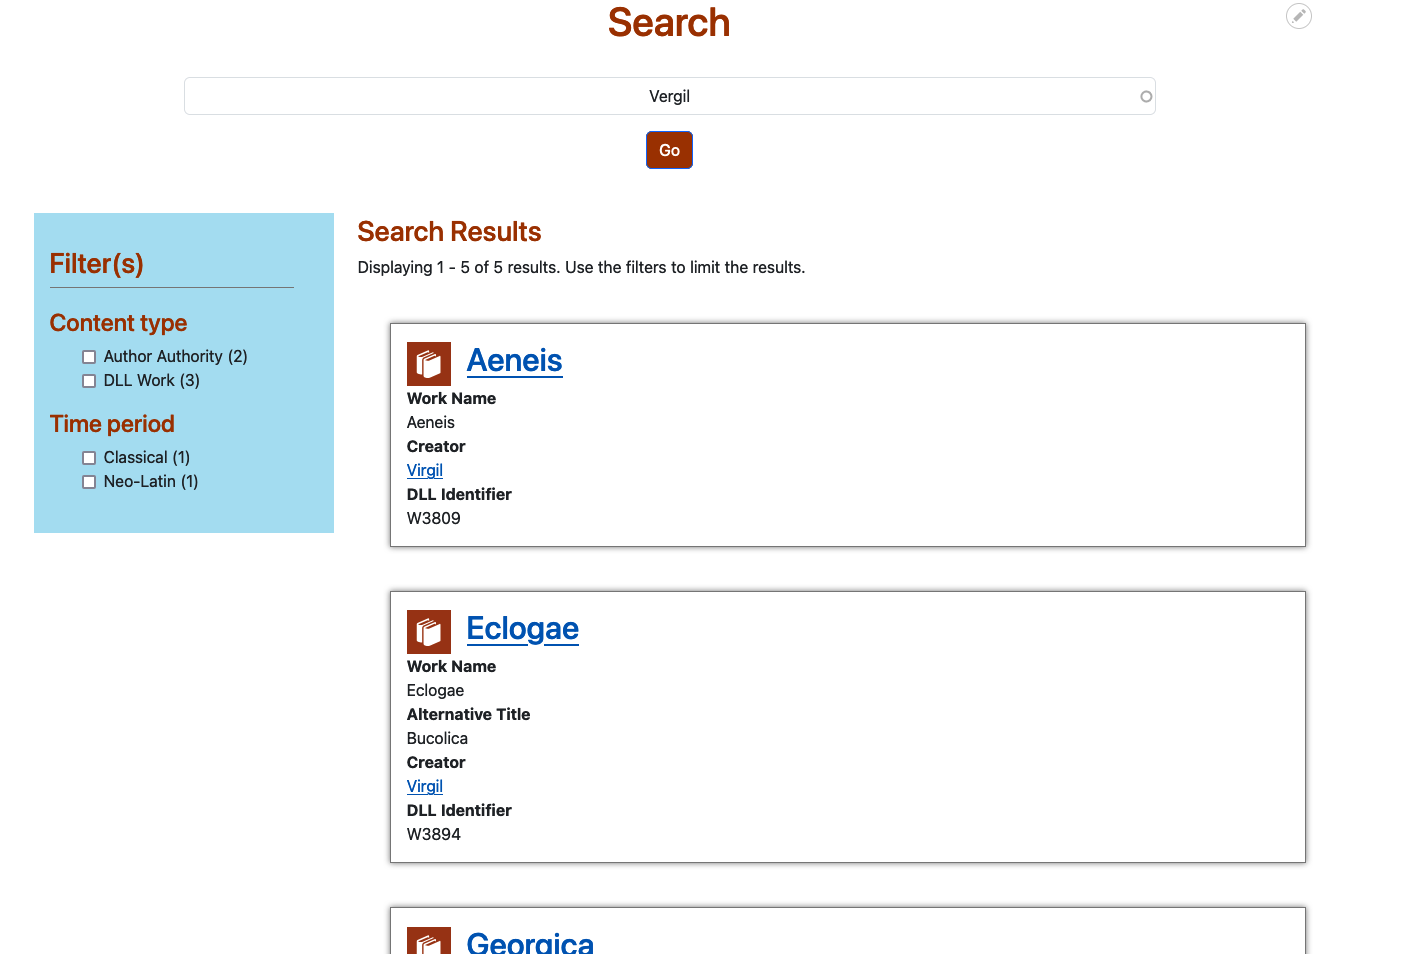 Search
Vergil
Go
Filter(s)
Content type
Author Authority (2)
DLL Work (3)
Time period
Classical (1)
Neo-Latin (1)
Search Results
Displaying 1 - 5 of 5 results. Use the filters to limit the results.
Aeneis
Work Name
Aeneis
Creator
Virgil
DLL Identifier
W3809
Eclogae
Work Name
Eclogae
Alternative Title
Bucolica
Creator
Virgil
DLL Identifier
W3894
Georgica